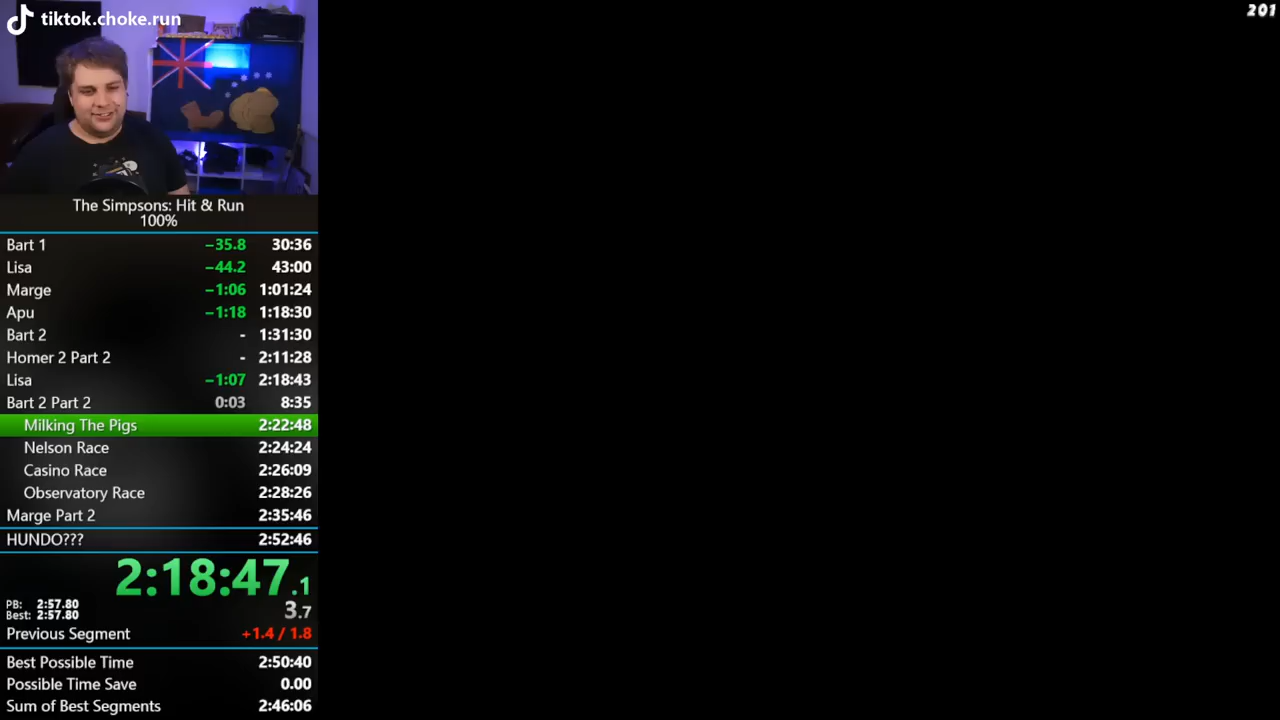 tiktok.choke.run
201
The Simpsons: Hit & Run
100%
Bart 1 −35.8 30:36
Lisa −44.2 43:00
Marge −1:06 1:01:24
Apu −1:18 1:18:30
Bart 2 - 1:31:30
Homer 2 Part 2 - 2:11:28
Lisa −1:07 2:18:43
Bart 2 Part 2 0:03 8:35
Milking The Pigs 2:22:48
Nelson Race 2:24:24
Casino Race 2:26:09
Observatory Race 2:28:26
Marge Part 2 2:35:46
HUNDO??? 2:52:46
2:18:47.1
PB: 2:57.80 3.7
Best: 2:57.80
Previous Segment +1.4 / 1.8
Best Possible Time 2:50:40
Possible Time Save 0.00
Sum of Best Segments 2:46:06